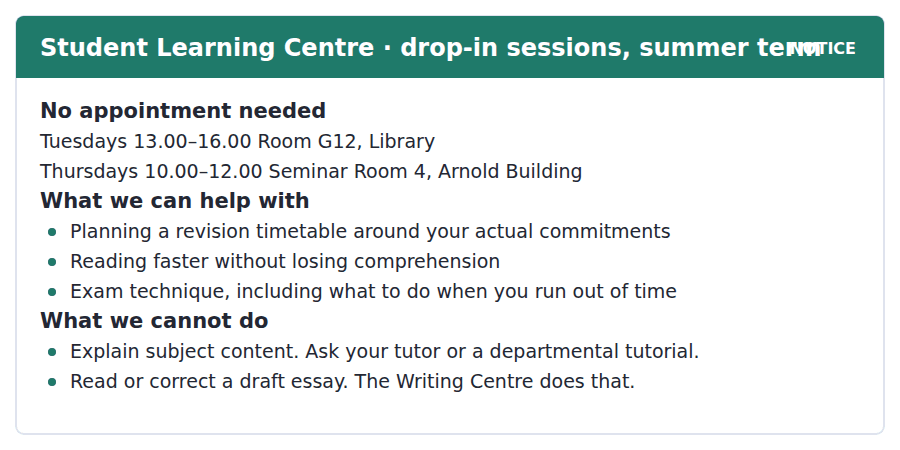 Student Learning Centre · drop-in sessions, summer term
NOTICE
No appointment needed
Tuesdays 13.00–16.00 Room G12, Library
Thursdays 10.00–12.00 Seminar Room 4, Arnold Building
What we can help with
Planning a revision timetable around your actual commitments
Reading faster without losing comprehension
Exam technique, including what to do when you run out of time
What we cannot do
Explain subject content. Ask your tutor or a departmental tutorial.
Read or correct a draft essay. The Writing Centre does that.